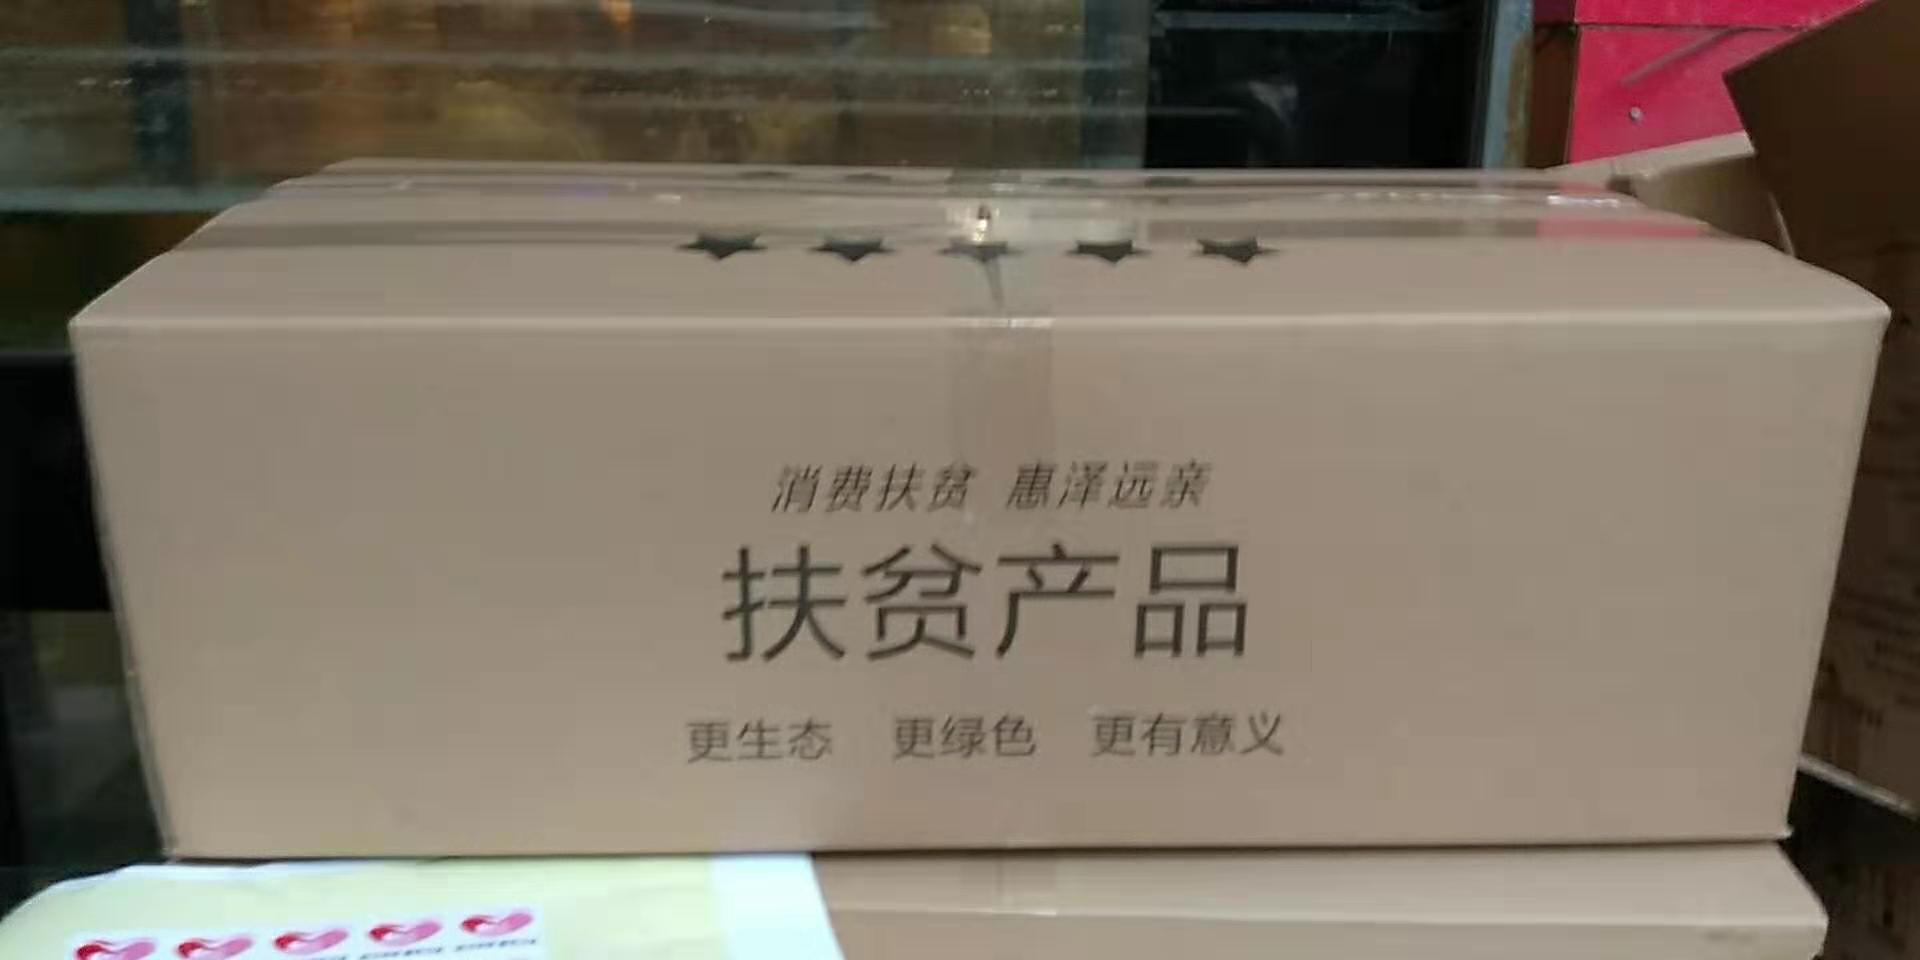 消费扶贫 惠泽远亲
扶贫产品
更生态 更绿色 更有意义